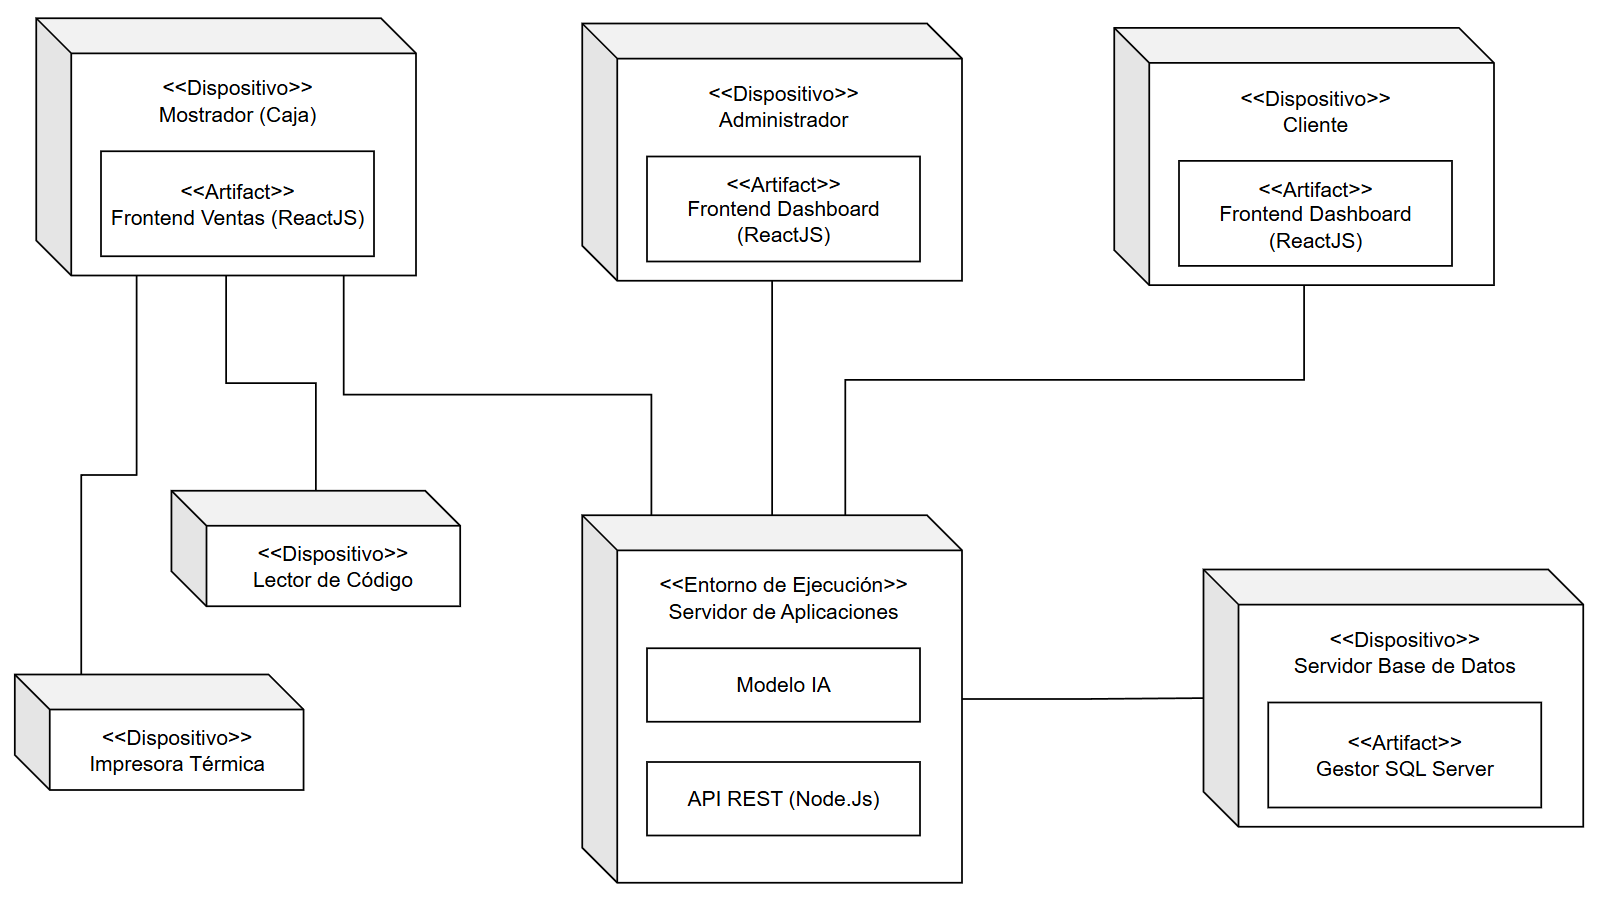 <<Dispositivo>>
Mostrador (Caja)
<<Artifact>>
Frontend Ventas (ReactJS)
<<Dispositivo>>
Administrador
<<Artifact>>
Frontend Dashboard
(ReactJS)
<<Dispositivo>>
Cliente
<<Artifact>>
Frontend Dashboard
(ReactJS)
<<Dispositivo>>
Lector de Código
<<Dispositivo>>
Impresora Térmica
<<Entorno de Ejecución>>
Servidor de Aplicaciones
Modelo IA
API REST (Node.Js)
<<Dispositivo>>
Servidor Base de Datos
<<Artifact>>
Gestor SQL Server